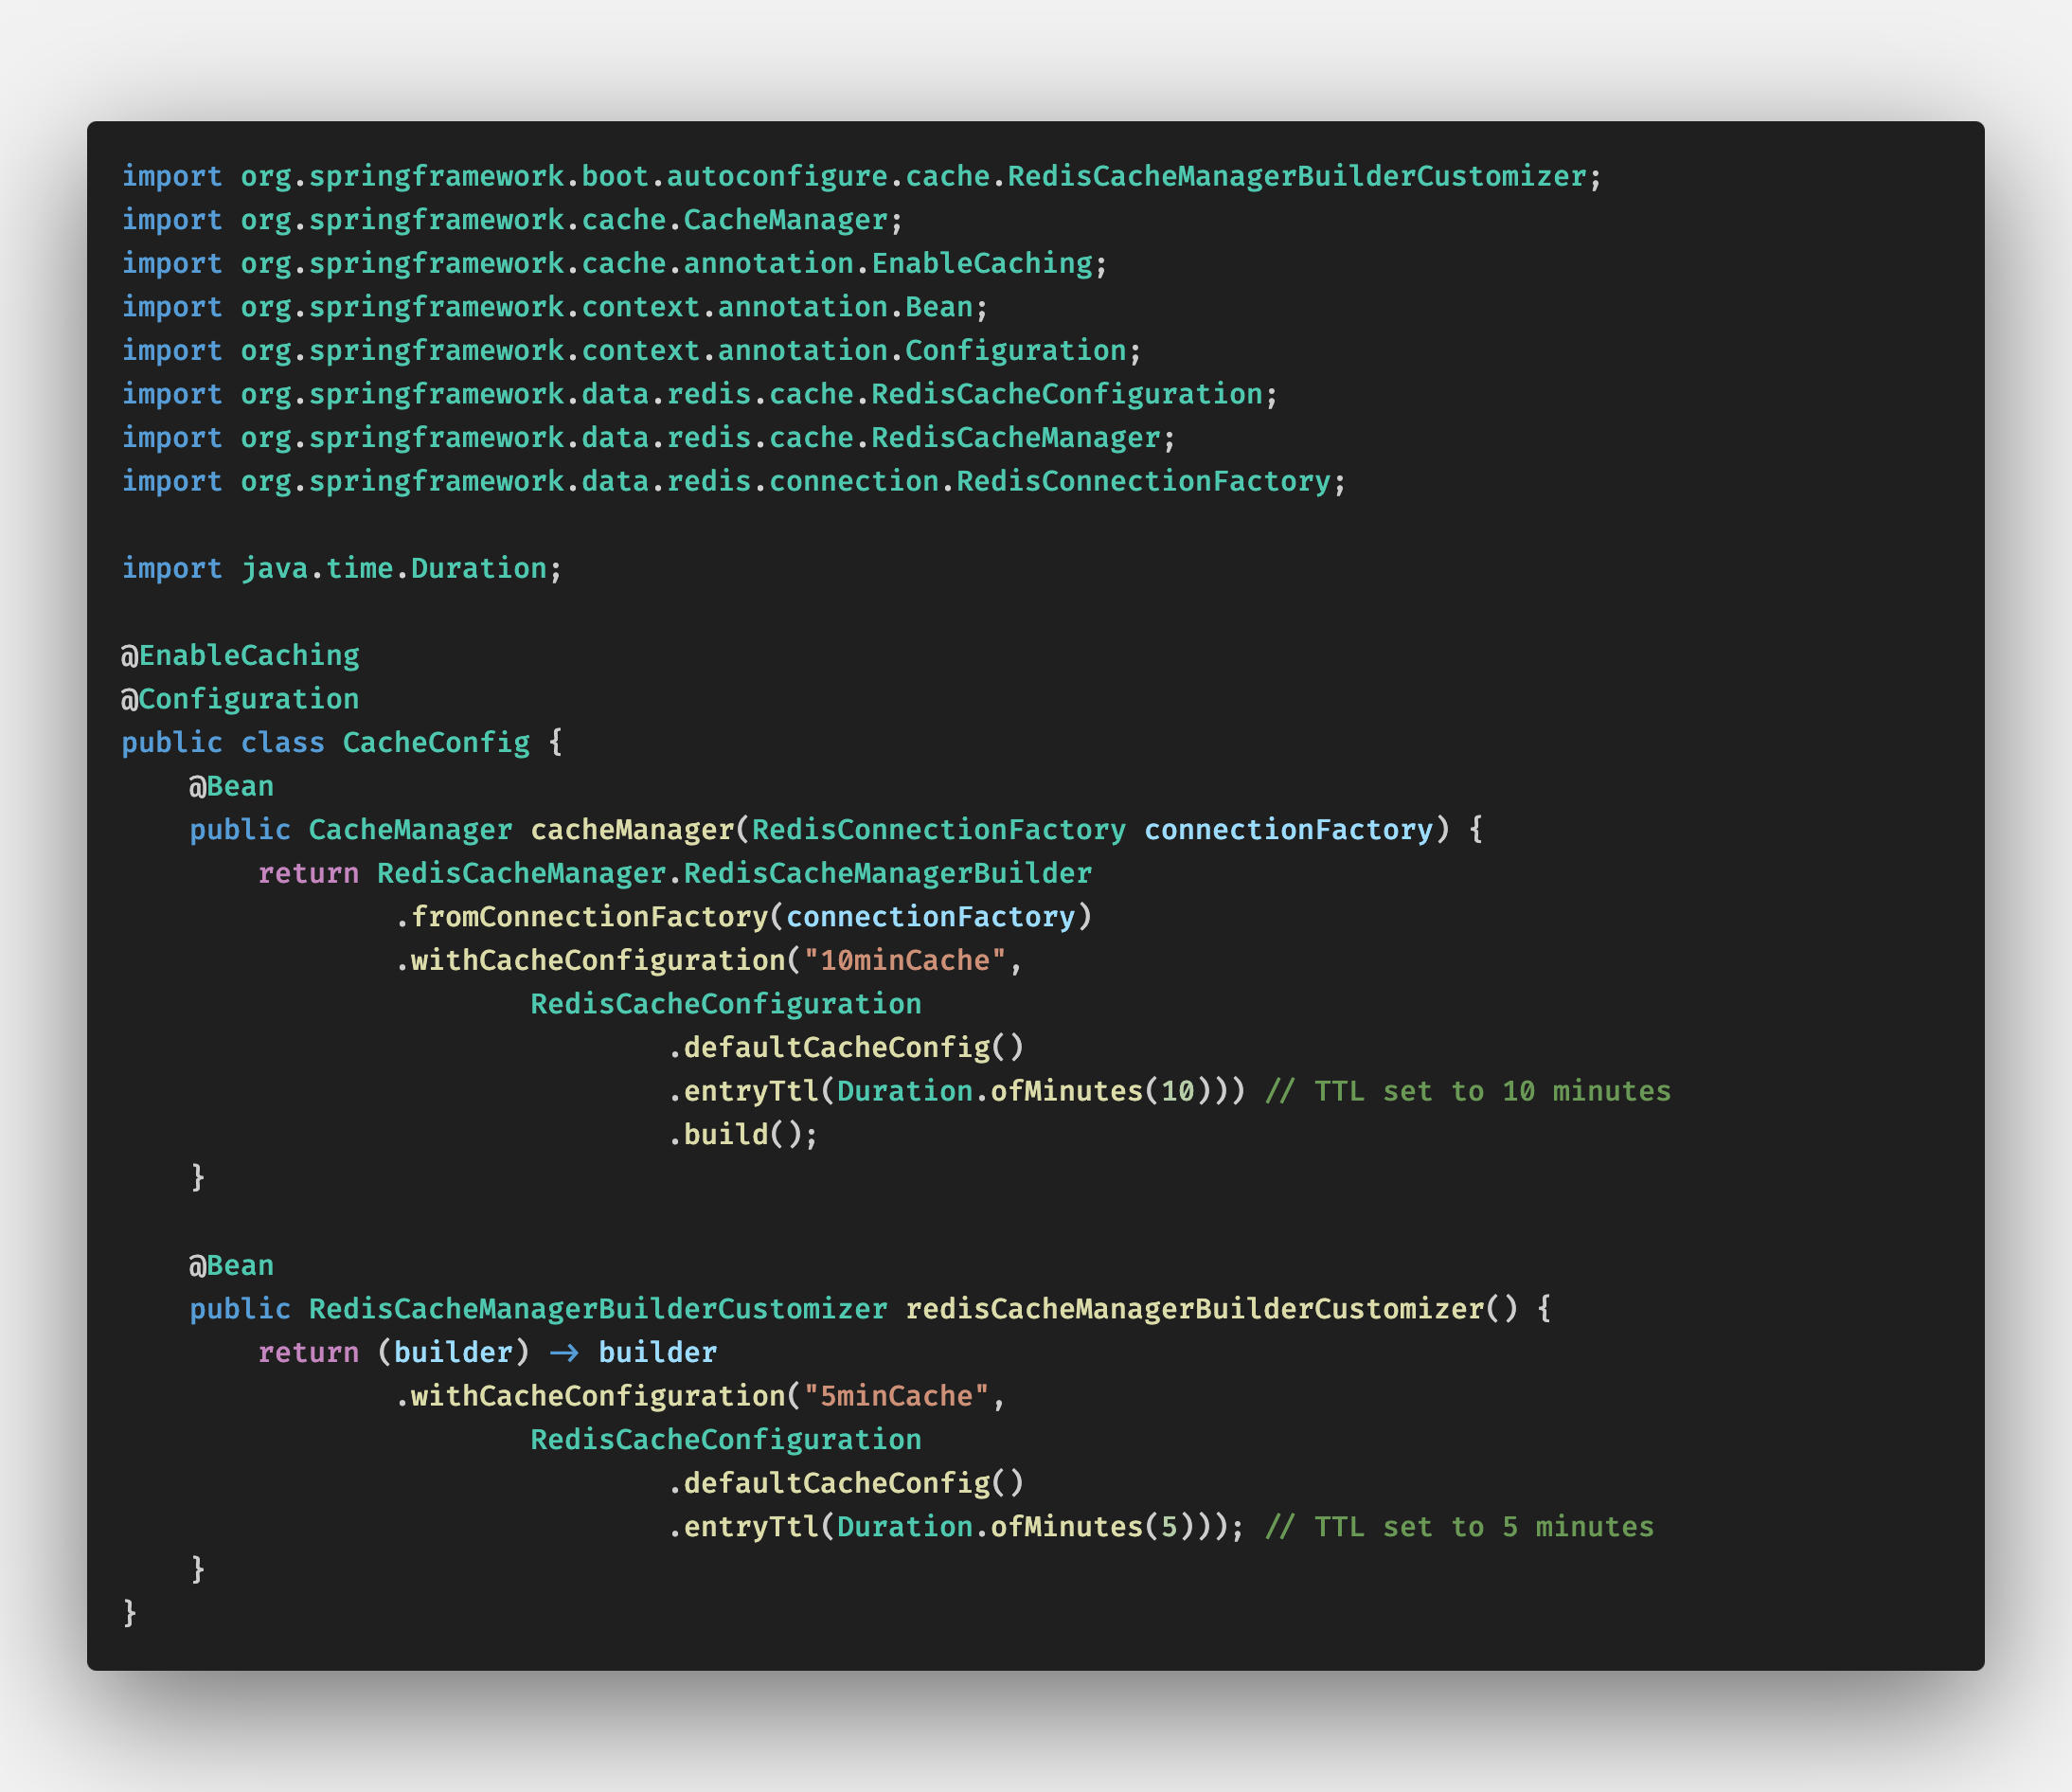 import org.springframework.boot.autoconfigure.cache.RedisCacheManagerBuilderCustomizer;
import org.springframework.cache.CacheManager;
import org.springframework.cache.annotation.EnableCaching;
import org.springframework.context.annotation.Bean;
import org.springframework.context.annotation.Configuration;
import org.springframework.data.redis.cache.RedisCacheConfiguration;
import org.springframework.data.redis.cache.RedisCacheManager;
import org.springframework.data.redis.connection.RedisConnectionFactory;

import java.time.Duration;

@EnableCaching
@Configuration
public class CacheConfig {
    @Bean
    public CacheManager cacheManager(RedisConnectionFactory connectionFactory) {
        return RedisCacheManager.RedisCacheManagerBuilder
                .fromConnectionFactory(connectionFactory)
                .withCacheConfiguration("10minCache",
                        RedisCacheConfiguration
                                .defaultCacheConfig()
                                .entryTtl(Duration.ofMinutes(10))) // TTL set to 10 minutes
                                .build();
    }

    @Bean
    public RedisCacheManagerBuilderCustomizer redisCacheManagerBuilderCustomizer() {
        return (builder) -> builder
                .withCacheConfiguration("5minCache",
                        RedisCacheConfiguration
                                .defaultCacheConfig()
                                .entryTtl(Duration.ofMinutes(5))); // TTL set to 5 minutes
    }
}